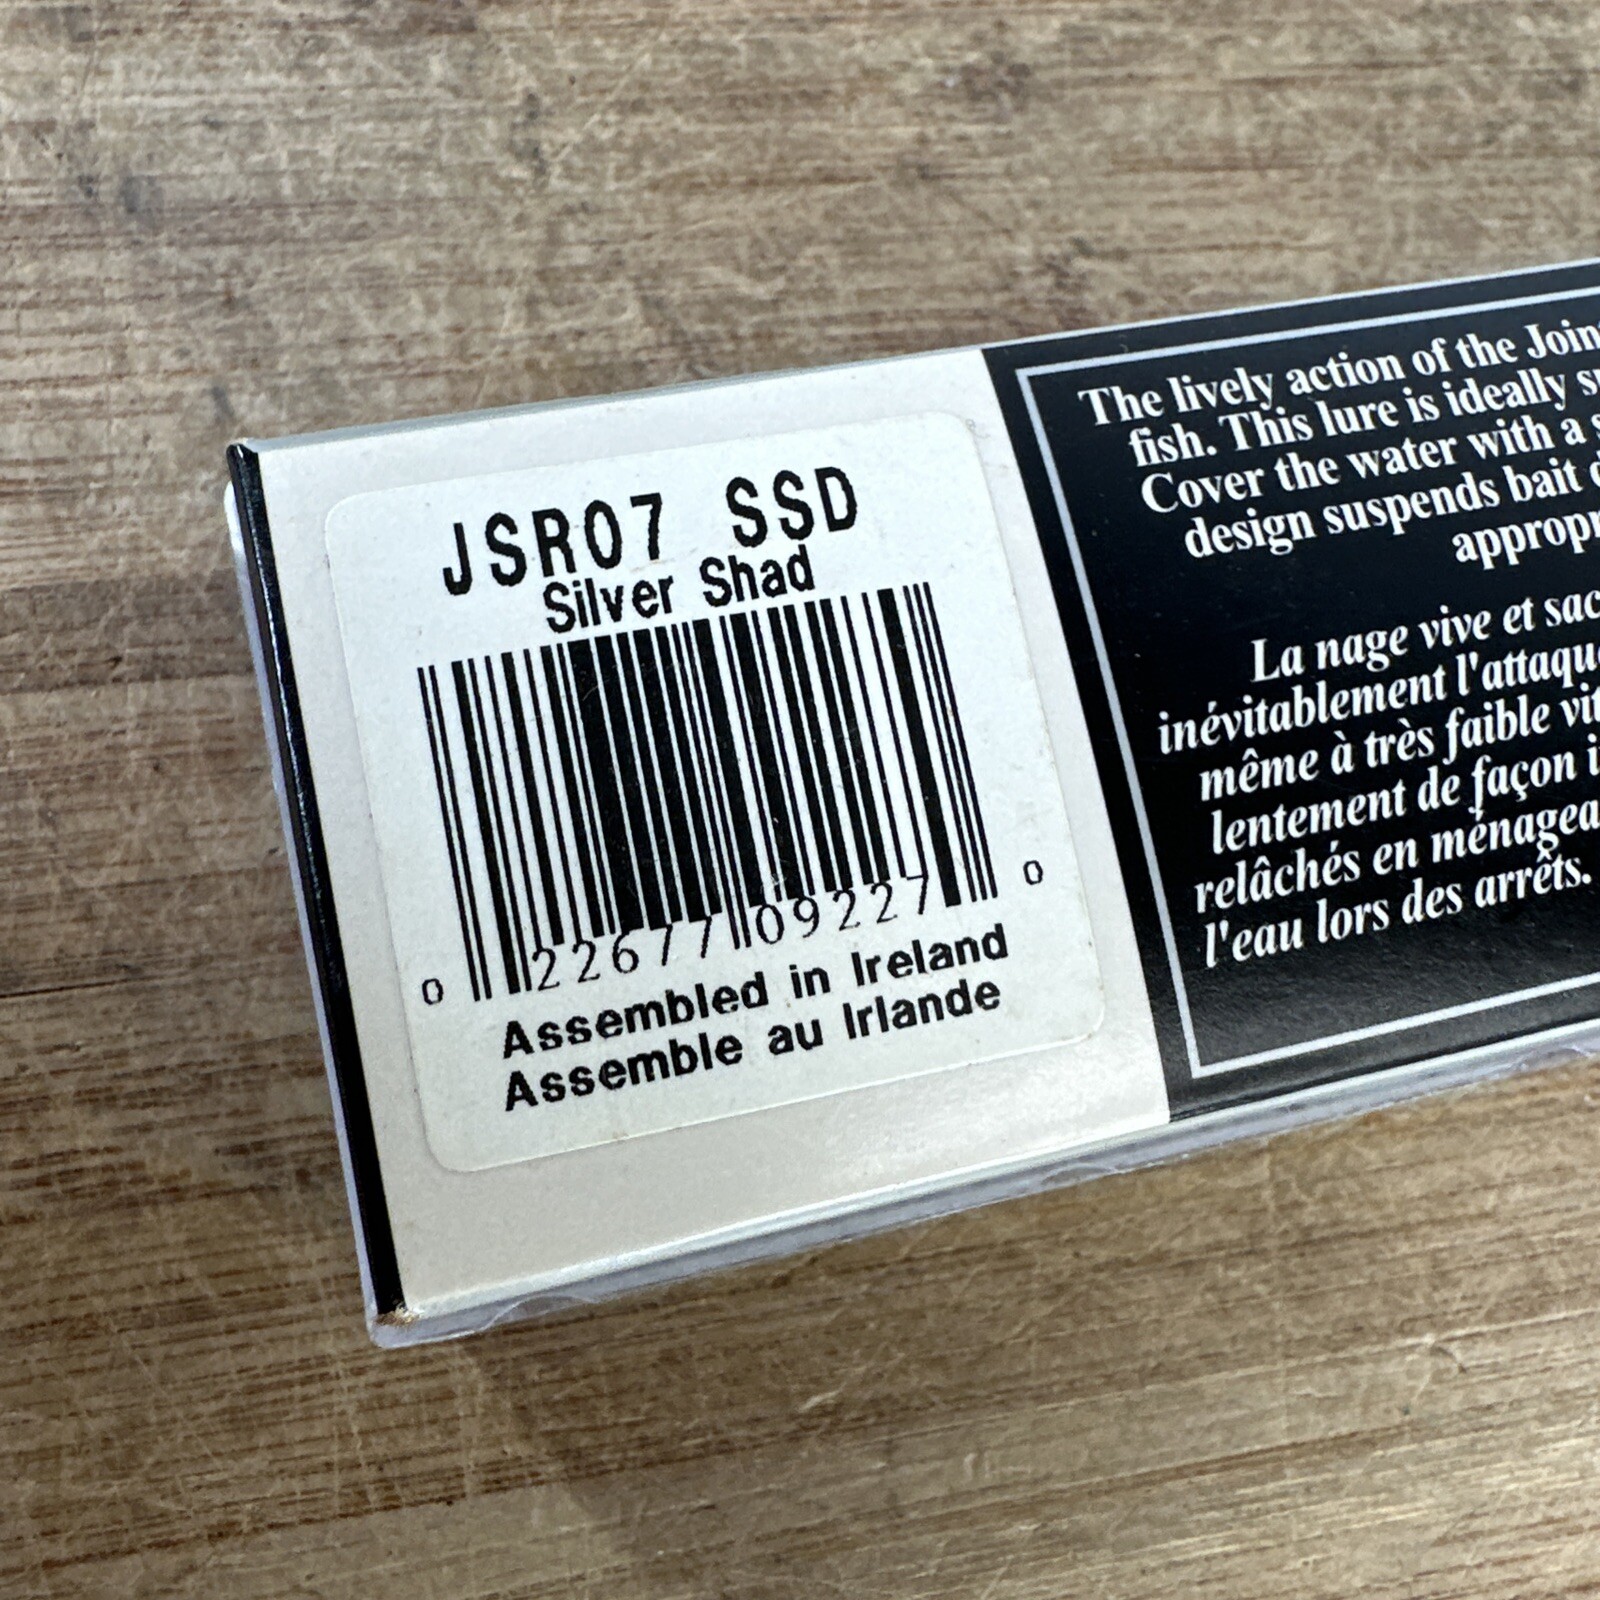 JSR07 SSD
Silver Shad
0 22677 09227 0
Assembled in Ireland
Assemble au Irlande
The lively action of the
fish. This lure is ideally
Cover the water with a
design suspends bait
La nage vive et
inévitablement
même à très faible
lentement de façon
relâchés en
l'eau lors des arrêts.